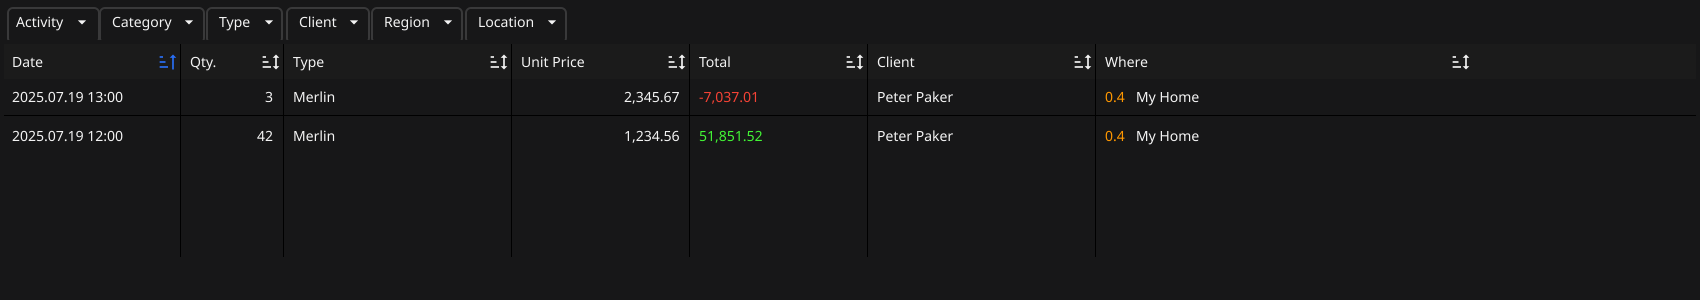 Activity Category Type Client Region Location
Date Qty. Type Unit Price Total Client Where
2025.07.19 13:00 3 Merlin 2,345.67 -7,037.01 Peter Paker 0.4 My Home
2025.07.19 12:00 42 Merlin 1,234.56 51,851.52 Peter Paker 0.4 My Home